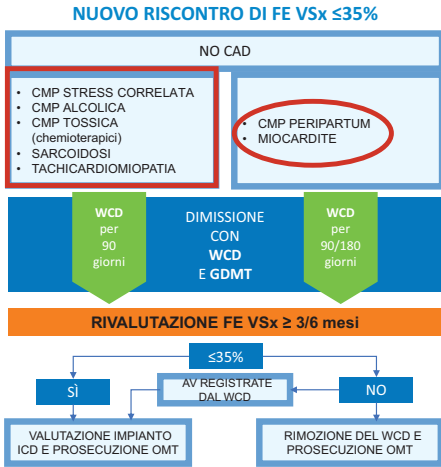 NUOVO RISCONTRO DI FE VSx ≤35%
NO CAD
• CMP STRESS CORRELATA
• CMP ALCOLICA
• CMP TOSSICA
(chemioterapici)
• SARCOIDOSI
• TACHICARDIOMIOPATIA
• CMP PERIPARTUM
• MIOCARDITE
WCD
per
90
giorni
DIMISSIONE
CON
WCD
E GDMT
WCD
per
90/180
giorni
RIVALUTAZIONE FE VSx ≥ 3/6 mesi
≤35%
SÌ
AV REGISTRATE
DAL WCD
NO
VALUTAZIONE IMPIANTO
ICD E PROSECUZIONE OMT
RIMOZIONE DEL WCD E
PROSECUZIONE OMT